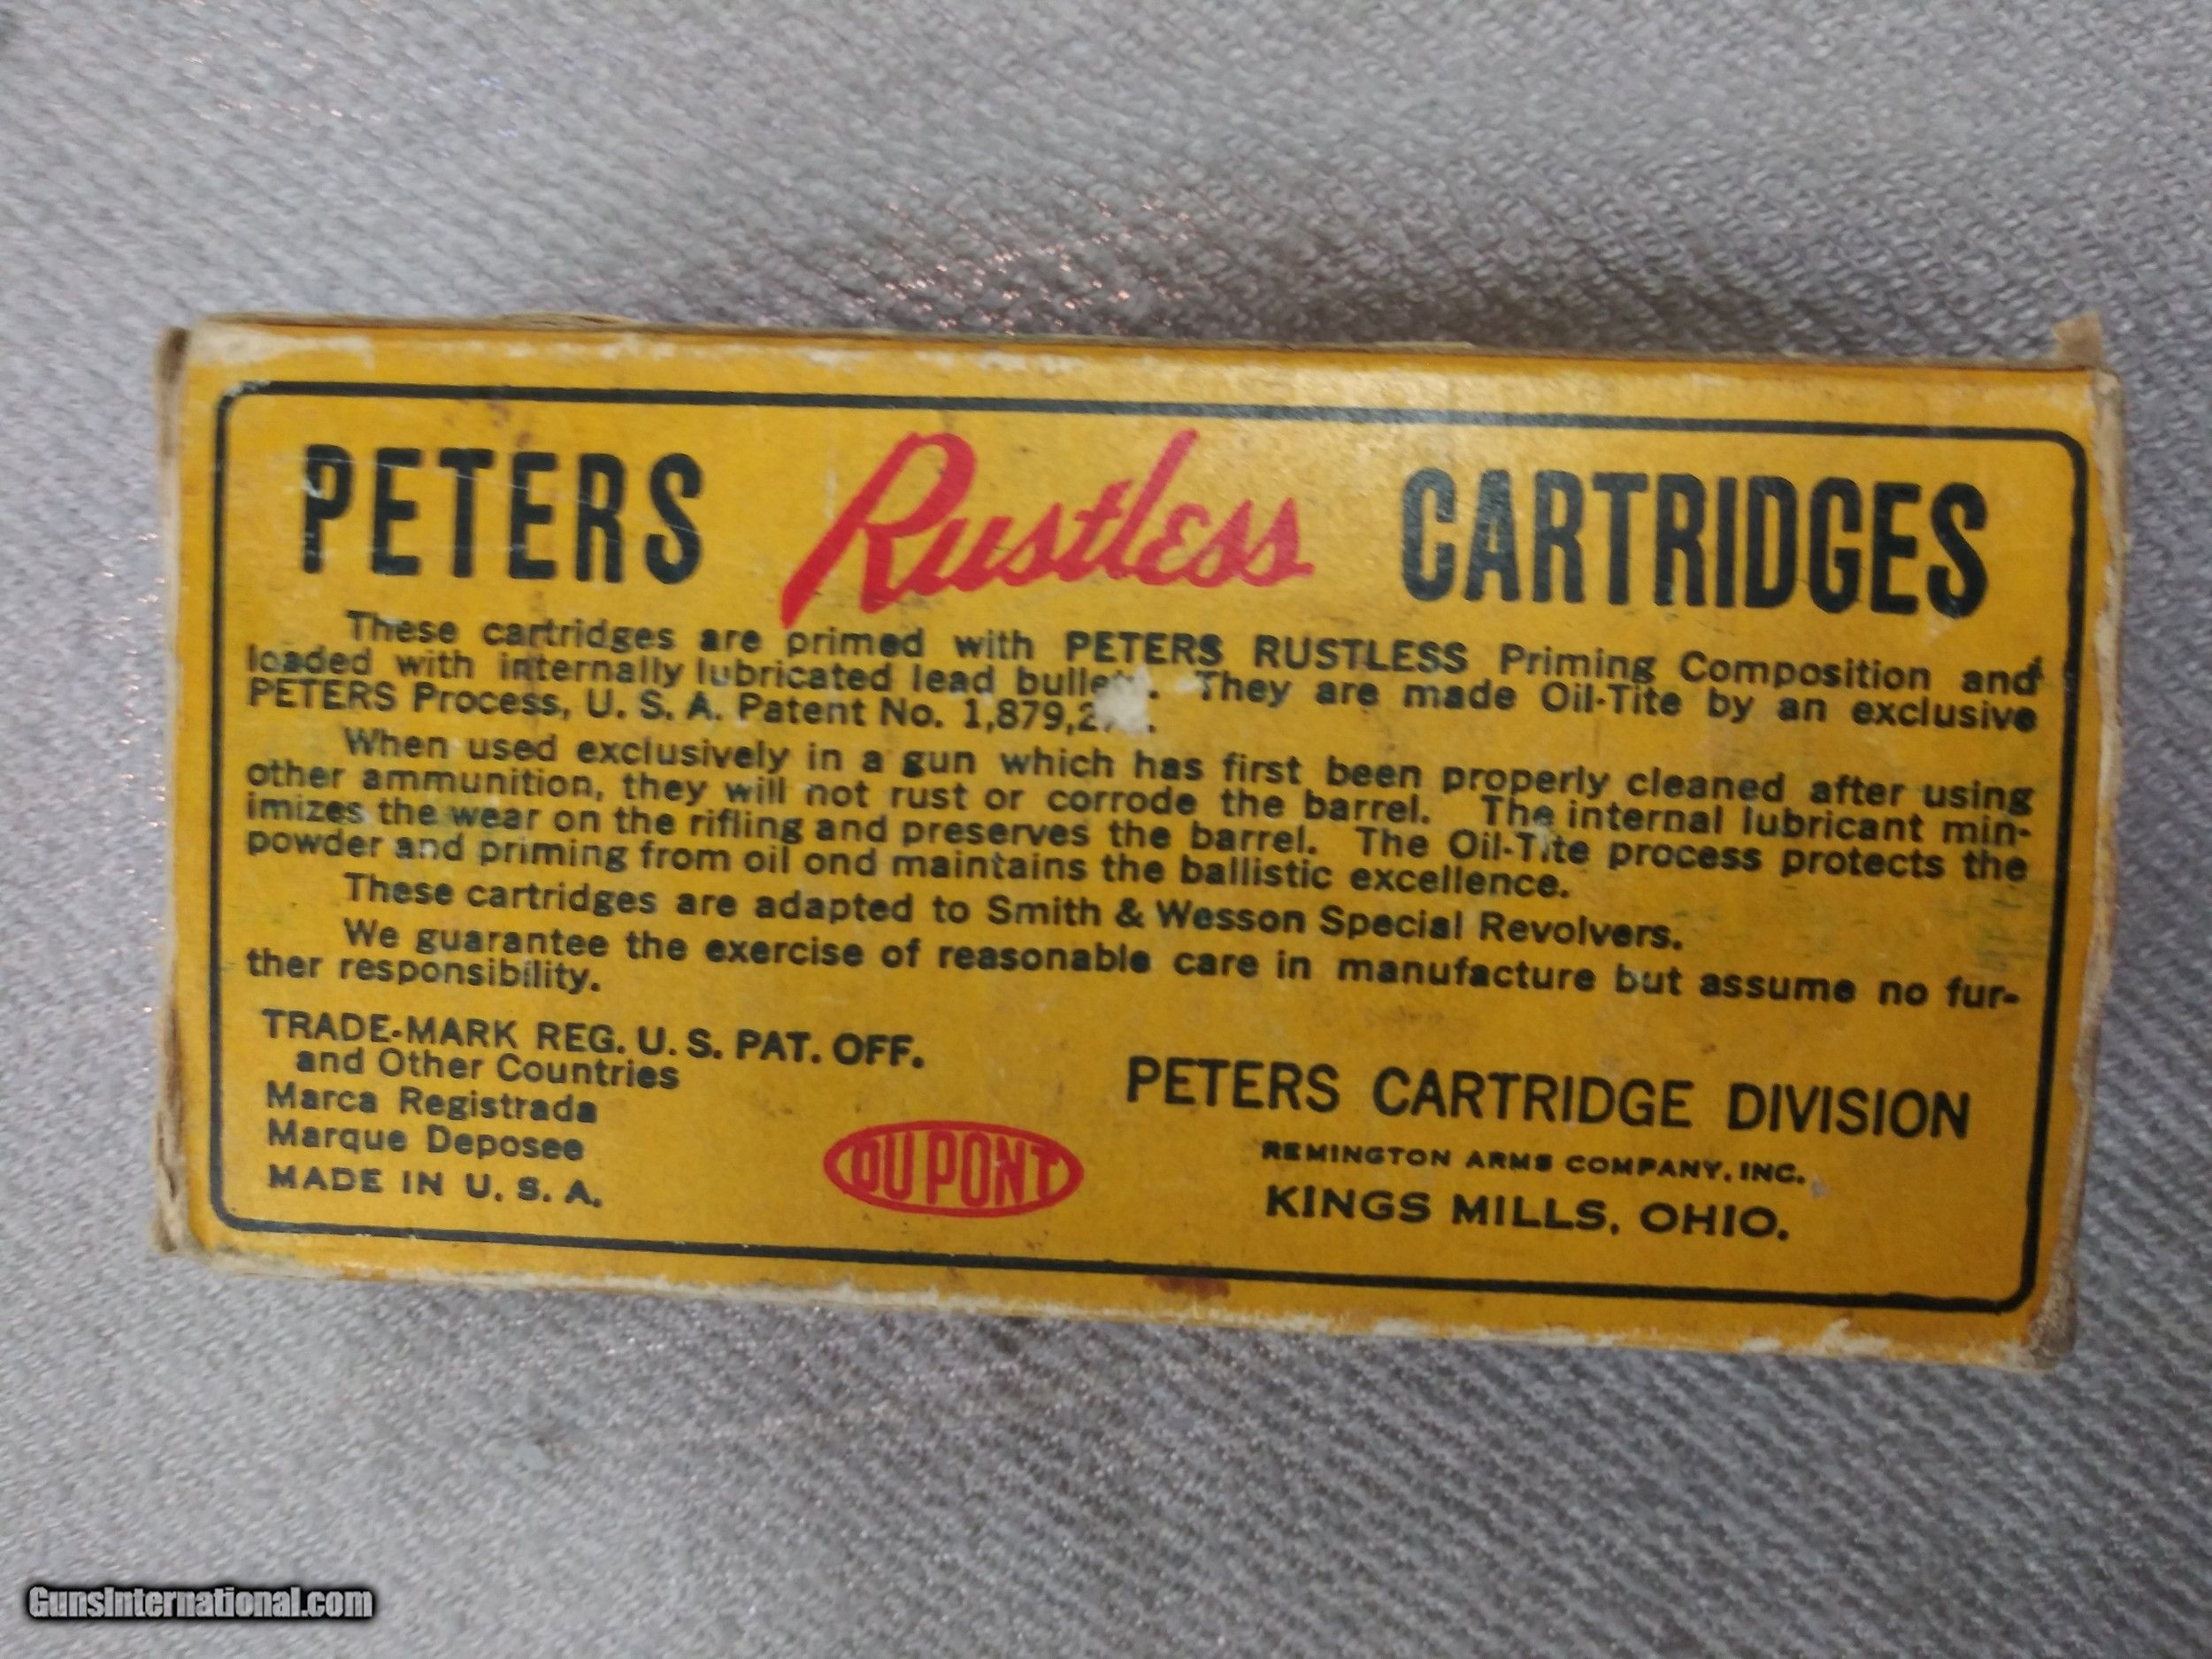 PETERS Rustless CARTRIDGES
These cartridges are primed with PETERS RUSTLESS Priming Composition and
loaded with internally lubricated lead They are made Oil-Tite by an exclusive
PETERS Process, U. S. A. Patent No.
When used exclusively in a gun which has first been properly cleaned after using
other ammunition, they will not rust or corrode the barrel. The internal lubricant min-
imizes the wear on the rifling and preserves the barrel. The Oil-Tite process protects the
powder and priming from oil ond maintains the ballistic excellence.
These cartridges are adapted to Smith & Wesson Special Revolvers.
We guarantee the exercise of reasonable care in manufacture but assume no fur-
ther responsibility.
TRADE-MARK REG. U. S. PAT. OFF.
and Other Countries
Marca Registrada
Marque Deposee
MADE IN U. S. A.
DU PONT
PETERS CARTRIDGE DIVISION
REMINGTON ARMS COMPANY, INC.
KINGS MILLS, OHIO.
GunsInternational.com